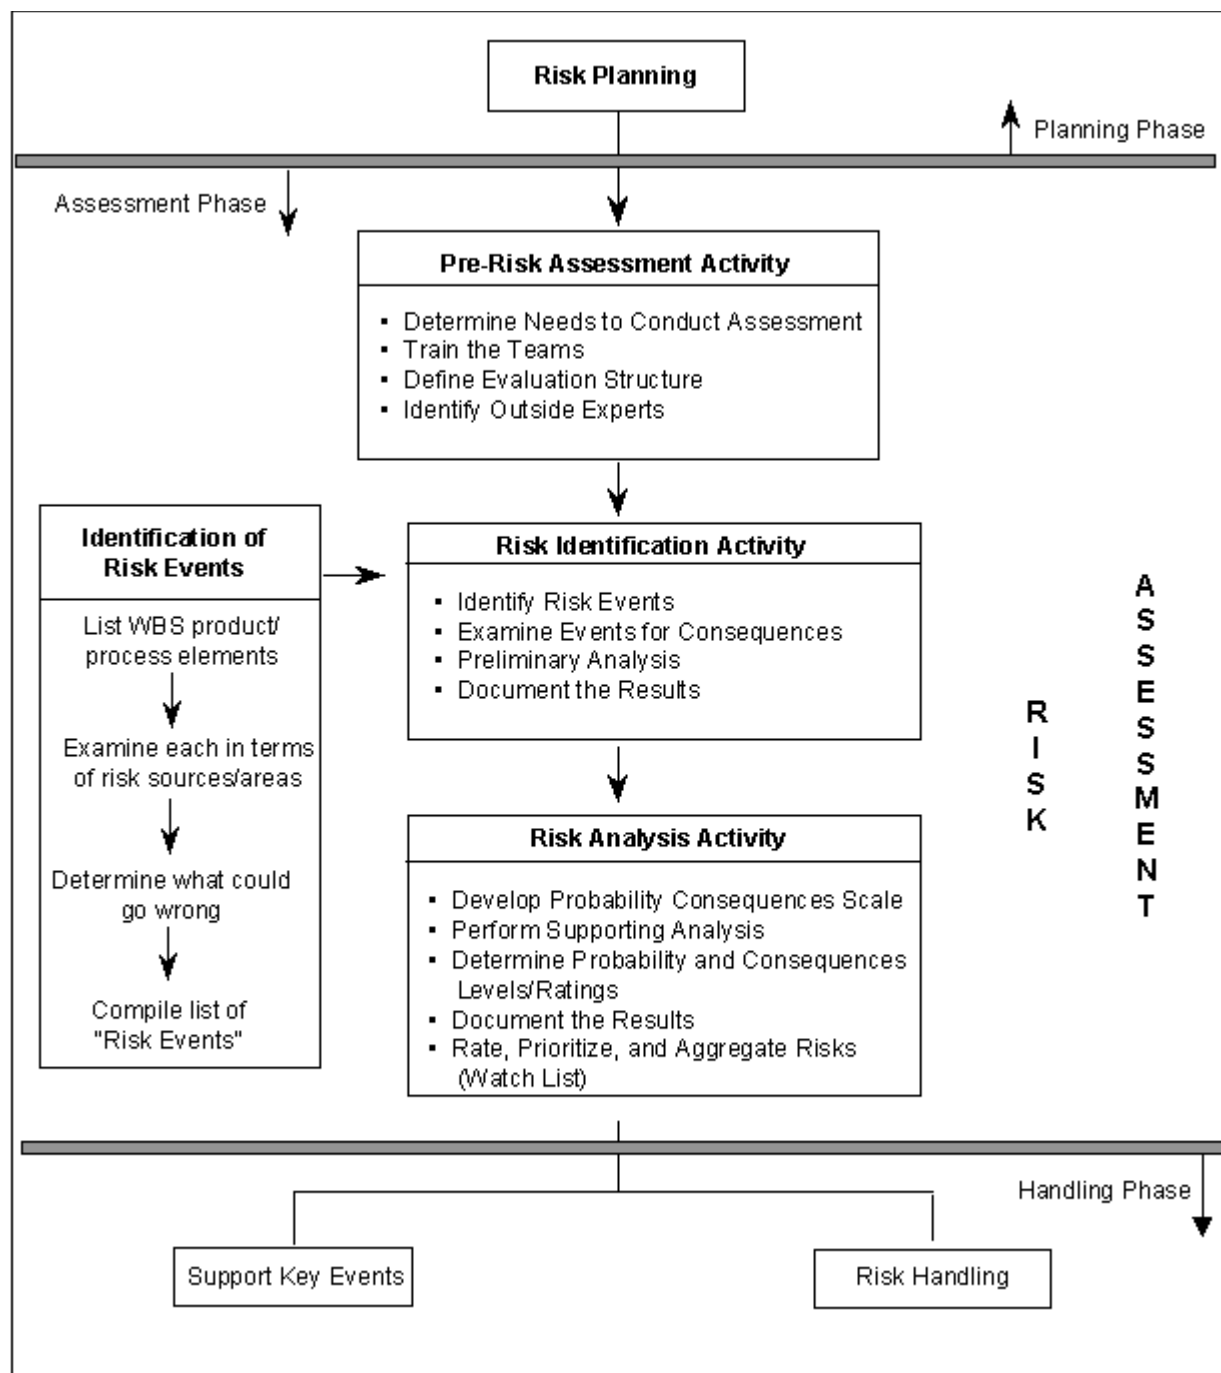 Risk Planning
Planning Phase
Assessment Phase
Pre-Risk Assessment Activity
▪ Determine Needs to Conduct Assessment
▪ Train the Teams
▪ Define Evaluation Structure
▪ Identify Outside Experts
Identification of
Risk Events
List WBS product/
process elements
Examine each in terms
of risk sources/areas
Determine what could
go wrong
Compile list of
"Risk Events"
Risk Identification Activity
▪ Identify Risk Events
▪ Examine Events for Consequences
▪ Preliminary Analysis
▪ Document the Results
Risk Analysis Activity
▪ Develop Probability Consequences Scale
▪ Perform Supporting Analysis
▪ Determine Probability and Consequences
Levels/Ratings
▪ Document the Results
▪ Rate, Prioritize, and Aggregate Risks
(Watch List)
RISK
ASSESSMENT
Handling Phase
Support Key Events
Risk Handling